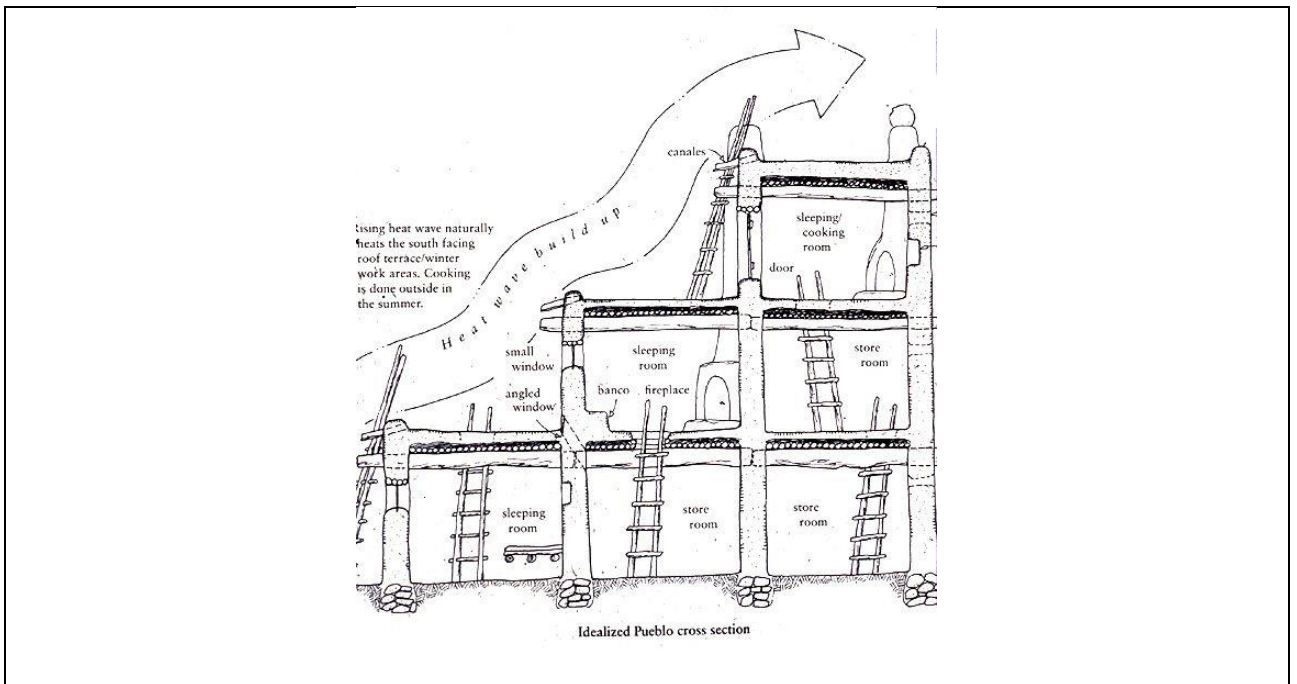 canales
Rising heat wave naturally
heats the south facing
roof terrace/winter
work areas. Cooking
is done outside in
the summer.
Heat wave build up
sleeping/
cooking
room
door
small
window
sleeping
room
store
room
angled
window
banco
fireplace
sleeping
room
store
room
store
room
Idealized Pueblo cross section